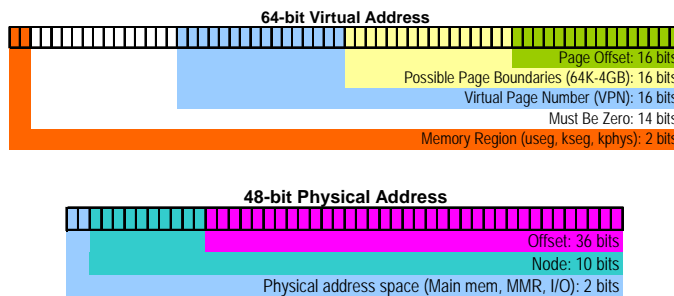 64-bit Virtual Address
Page Offset: 16 bits
Possible Page Boundaries (64K-4GB): 16 bits
Virtual Page Number (VPN): 16 bits
Must Be Zero: 14 bits
Memory Region (useg, kseg, kphys): 2 bits
48-bit Physical Address
Offset: 36 bits
Node: 10 bits
Physical address space (Main mem, MMR, I/O): 2 bits